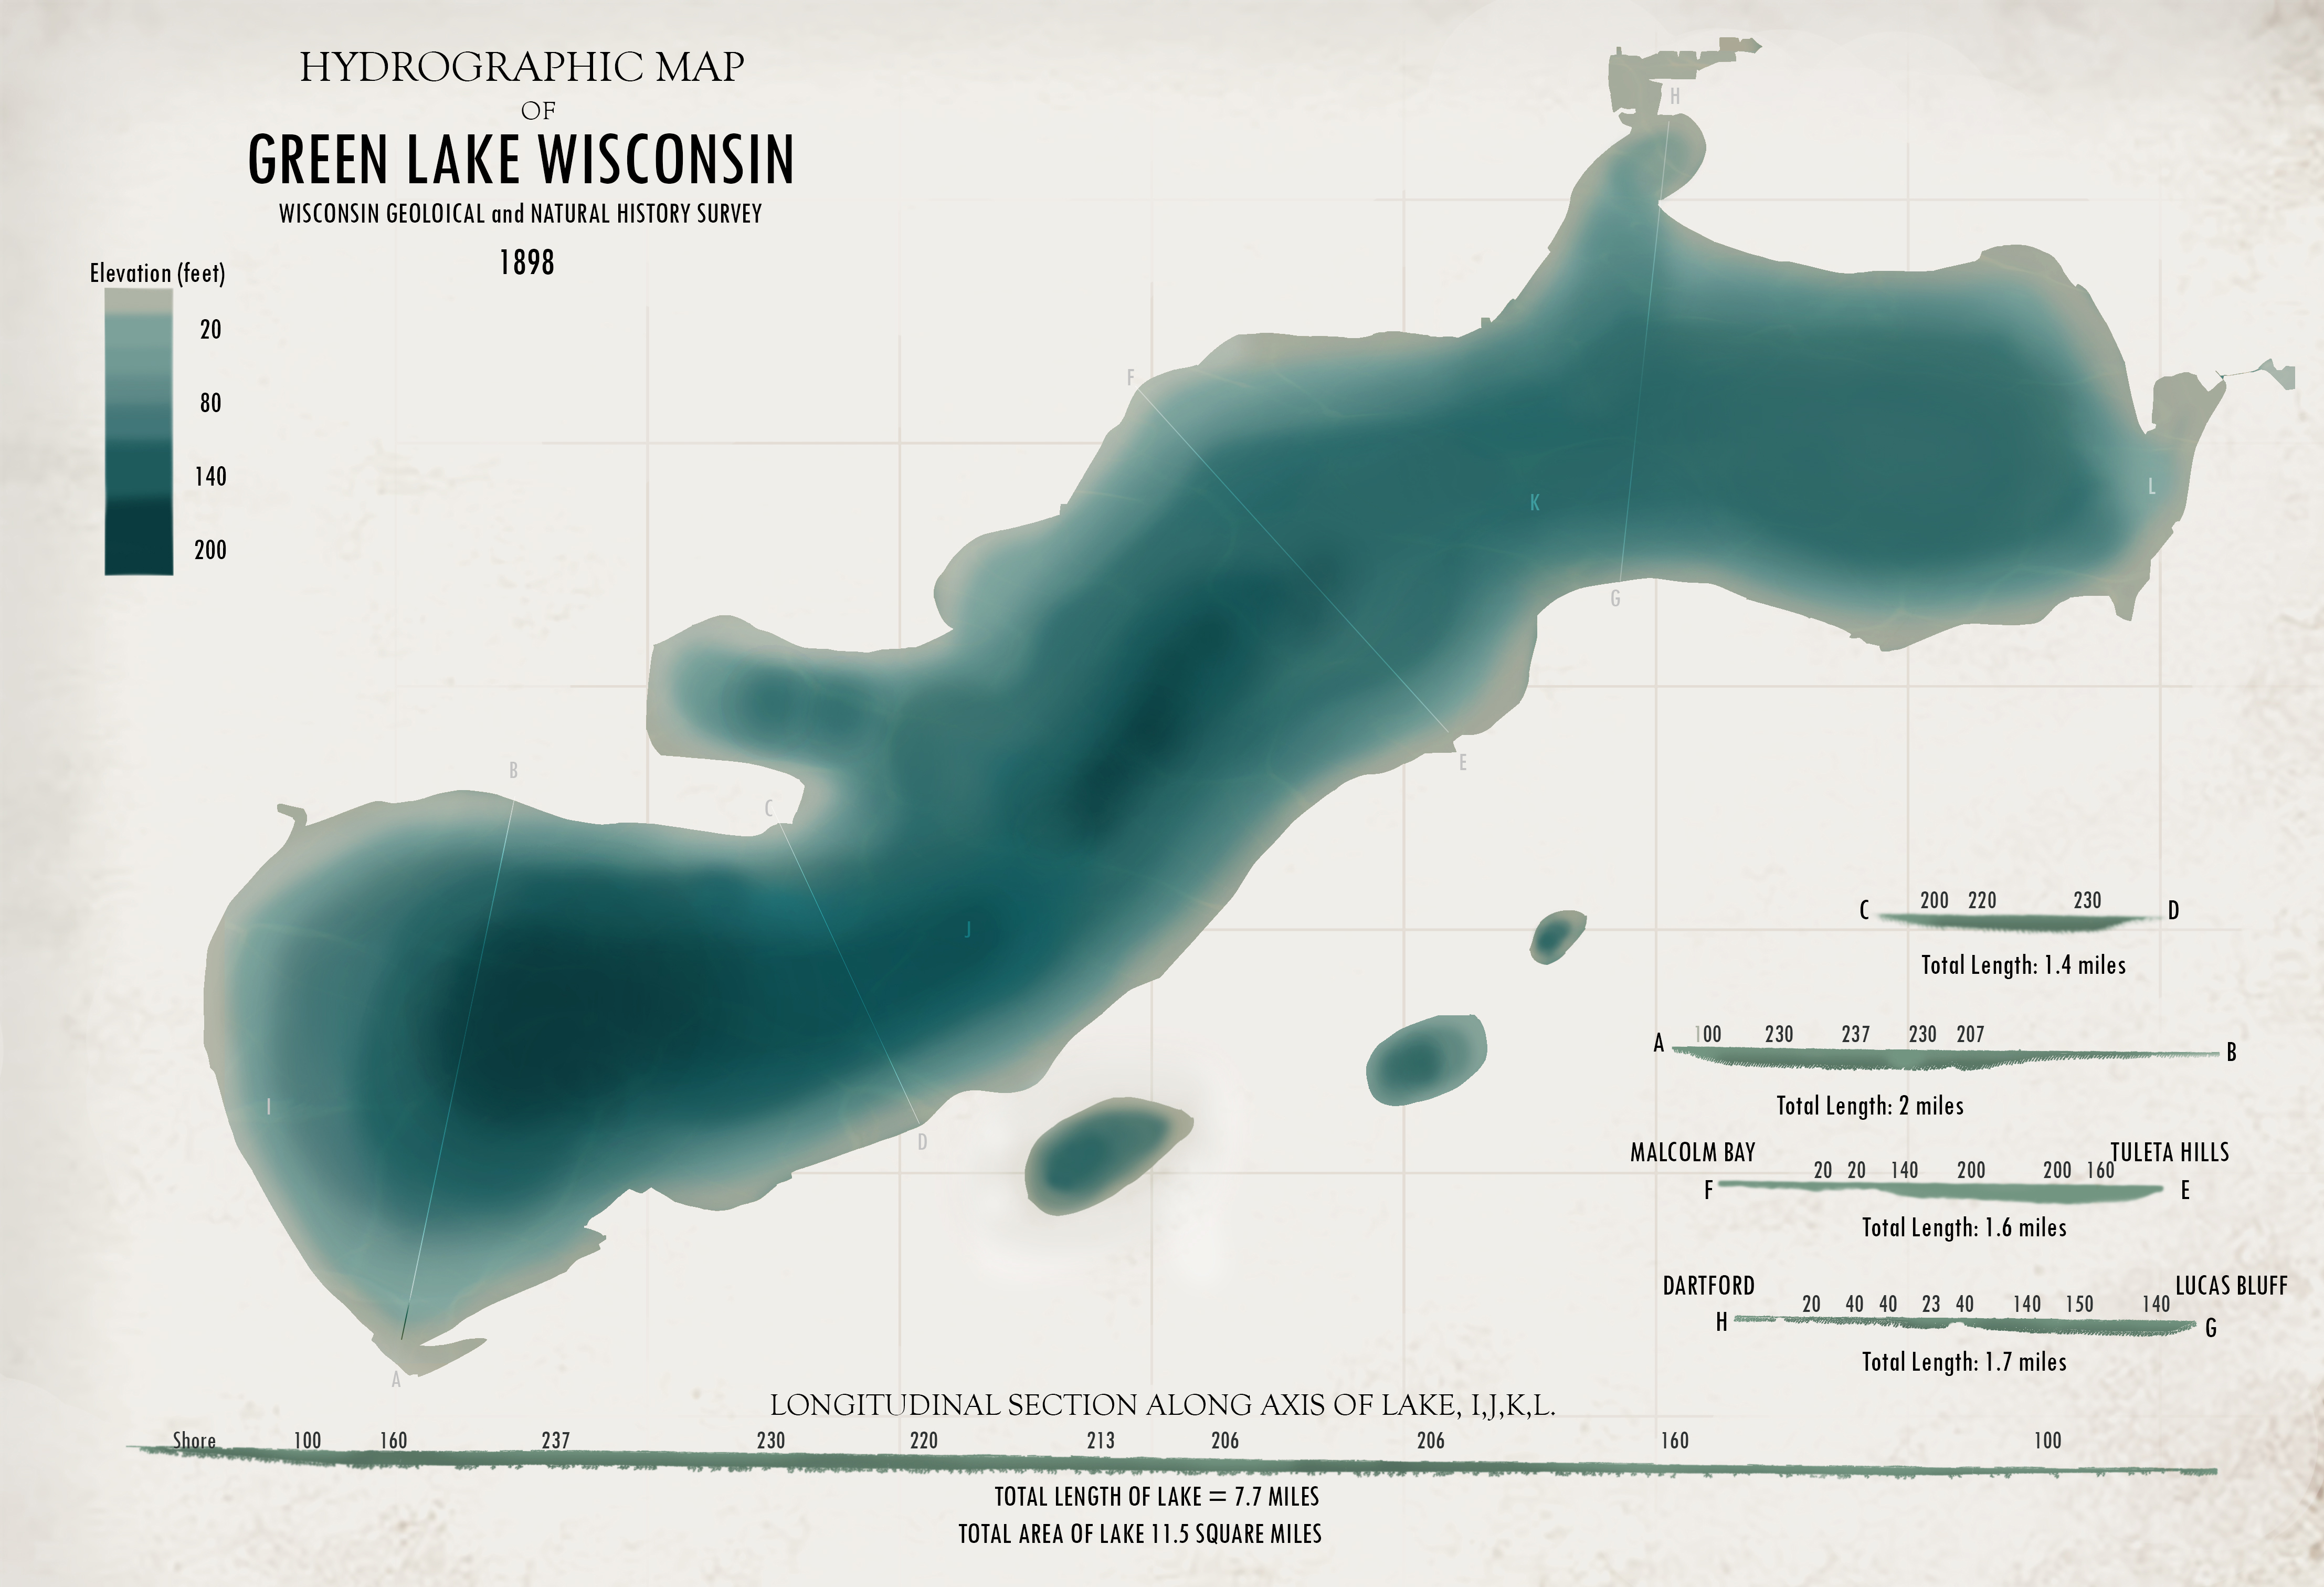 HYDROGRAPHIC MAP
OF
GREEN LAKE WISCONSIN
WISCONSIN GEOLOICAL and NATURAL HISTORY SURVEY
1898
Elevation (feet)
20
80
140
200
H
F
K
L
G
E
B
C
J
I
D
A
200 220 230
C D
Total Length: 1.4 miles
100 230 237 230 207
A B
Total Length: 2 miles
MALCOLM BAY TULETA HILLS
20 20 140 200 200 160
F E
Total Length: 1.6 miles
DARTFORD LUCAS BLUFF
20 40 40 23 40 140 150 140
H G
Total Length: 1.7 miles
LONGITUDINAL SECTION ALONG AXIS OF LAKE, I,J,K,L.
Shore 100 160 237 230 220 213 206 206 160 100
TOTAL LENGTH OF LAKE = 7.7 MILES
TOTAL AREA OF LAKE 11.5 SQUARE MILES